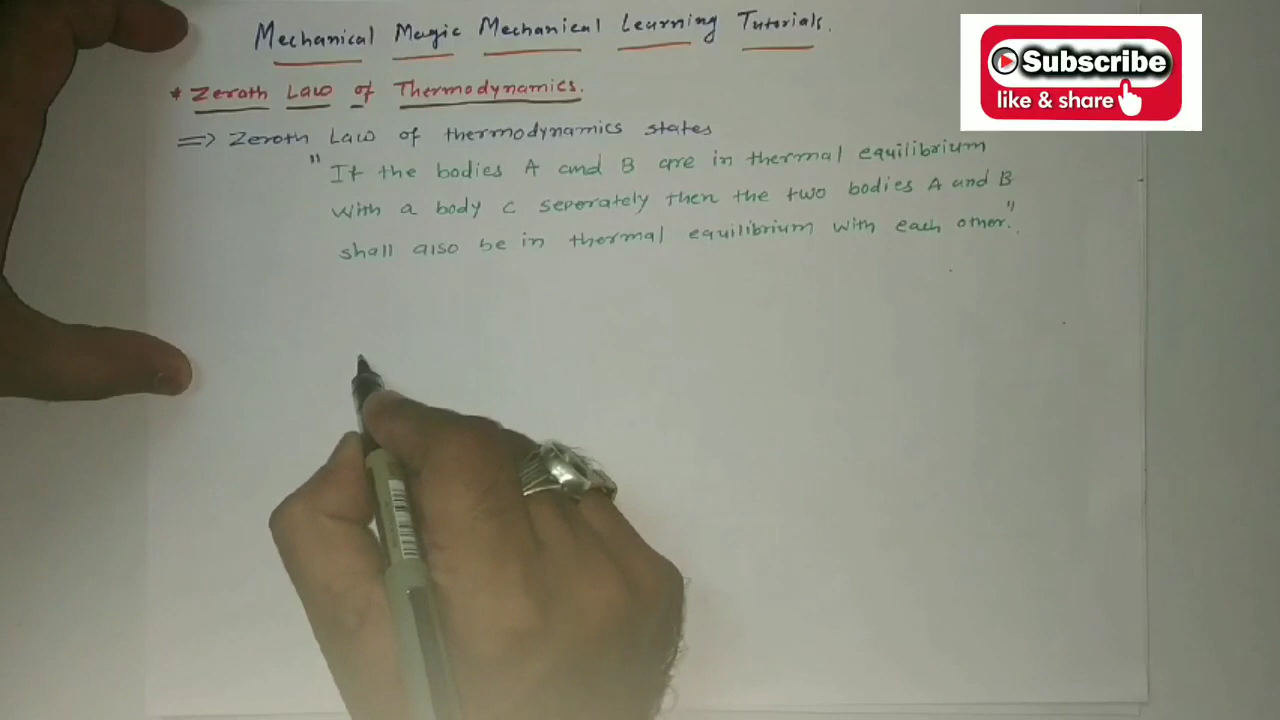 Mechanical Magic Mechanical Learning Tutorials.
* Zeroth Law of Thermodynamics.
=> Zeroth Law of thermodynamics states
" If the bodies A and B are in thermal equilibrium
with a body C seperately then the two bodies A and B
shall also be in thermal equilibrium with each other.".
Subscribe
like & share